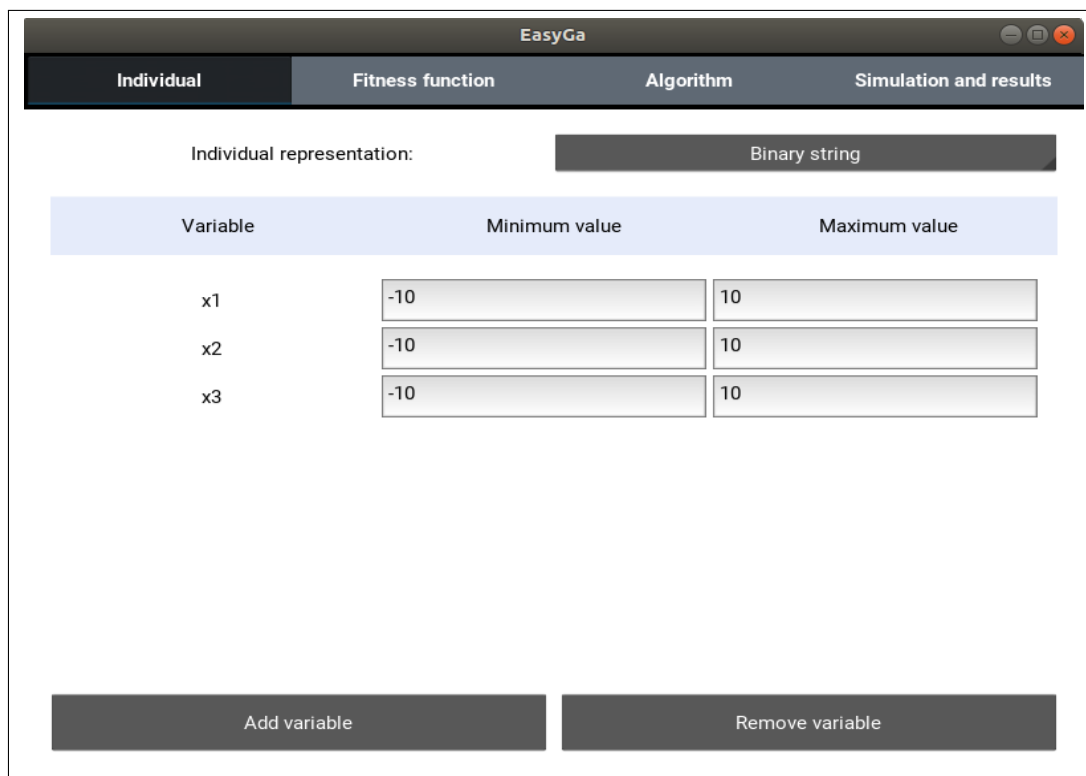 EasyGa
Individual Fitness function Algorithm Simulation and results
Individual representation: Binary string
Variable Minimum value Maximum value
x1 -10 10
x2 -10 10
x3 -10 10
Add variable Remove variable